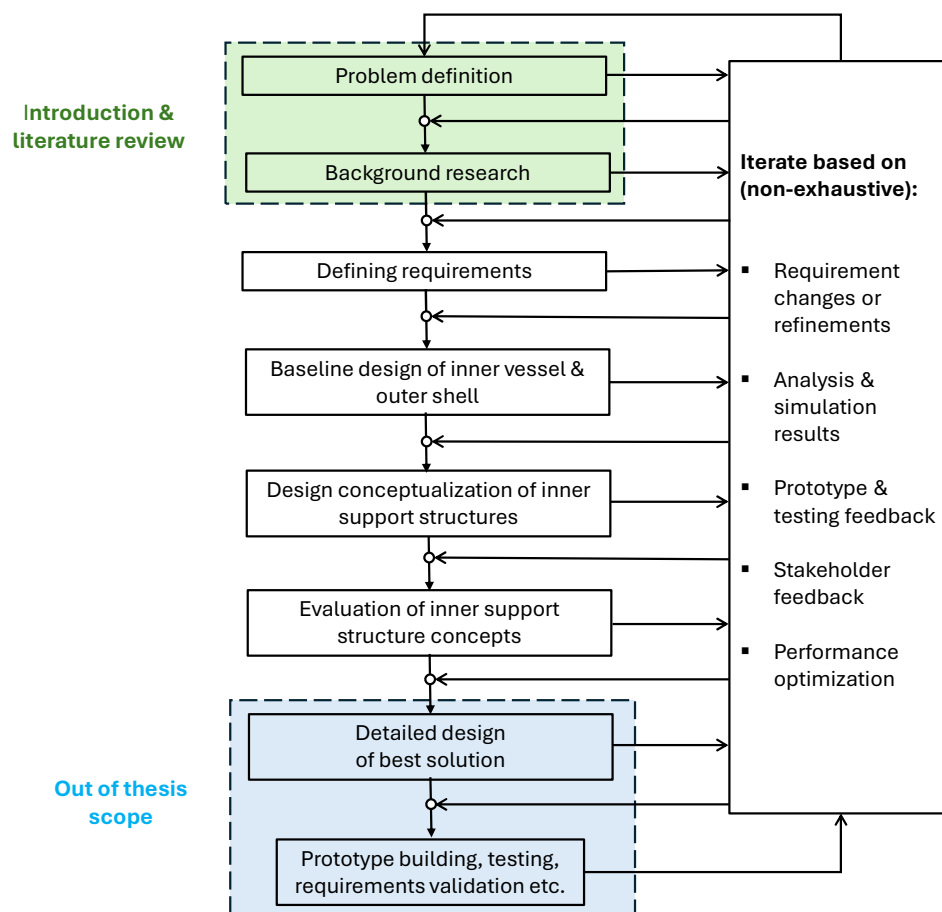 Problem definition
Introduction &
literature review
Background research
Iterate based on
(non-exhaustive):
Defining requirements
▪ Requirement
changes or
refinements
Baseline design of inner vessel &
outer shell
▪ Analysis &
simulation
results
Design conceptualization of inner
support structures
▪ Prototype &
testing feedback
▪ Stakeholder
feedback
Evaluation of inner support
structure concepts
▪ Performance
optimization
Detailed design
of best solution
Out of thesis
scope
Prototype building, testing,
requirements validation etc.